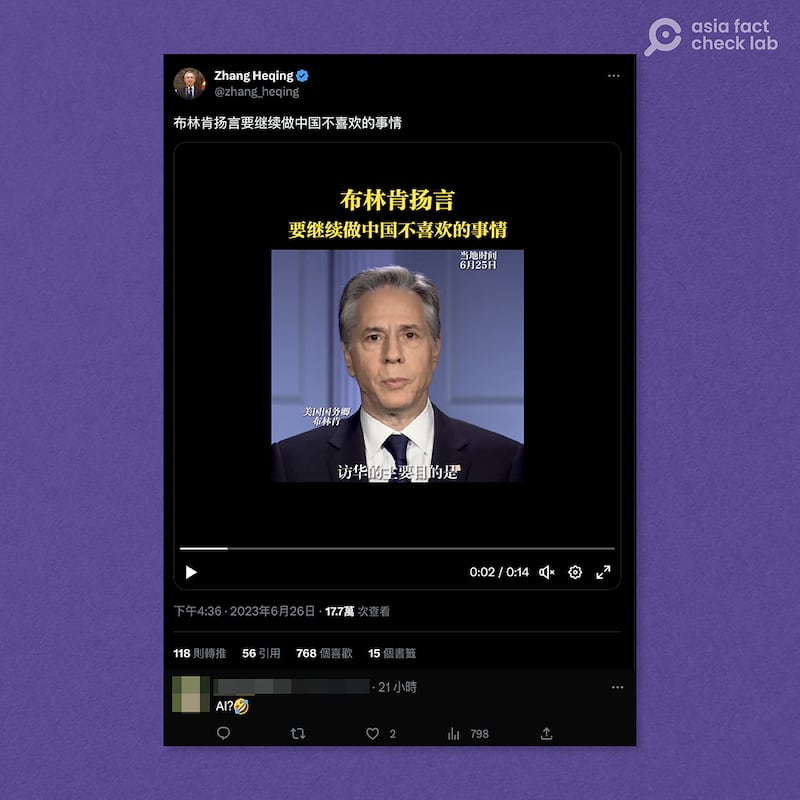 asia fact
check lab
Zhang Heqing
@zhang_heqing
布林肯扬言要继续做中国不喜欢的事情
布林肯扬言
要继续做中国不喜欢的事情
当地时间
6月25日
美国国务卿
布林肯
访华的主要目的是
0:02 / 0:14
下午4:36 · 2023年6月26日 · 17.7萬 次查看
118 則轉推 56 引用 768 個喜歡 15 個書籤
· 21 小時
AI?🤣
2 798